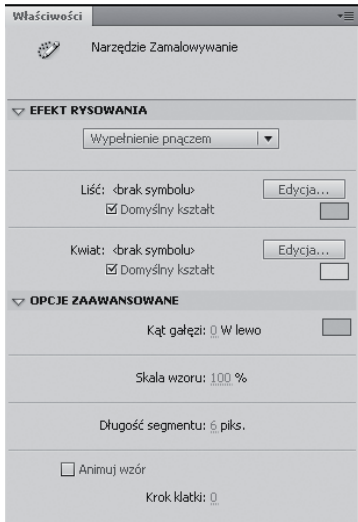 Właściwości
Narzędzie Zamalowywanie
EFEKT RYSOWANIA
Wypełnienie pnączem
Liść: <brak symbolu> Edycja...
Domyślny kształt
Kwiat: <brak symbolu> Edycja...
Domyślny kształt
OPCJE ZAAWANSOWANE
Kąt gałęzi: 0 W lewo
Skala wzoru: 100 %
Długość segmentu: 6 piks.
Animuj wzór
Krok klatki: 0